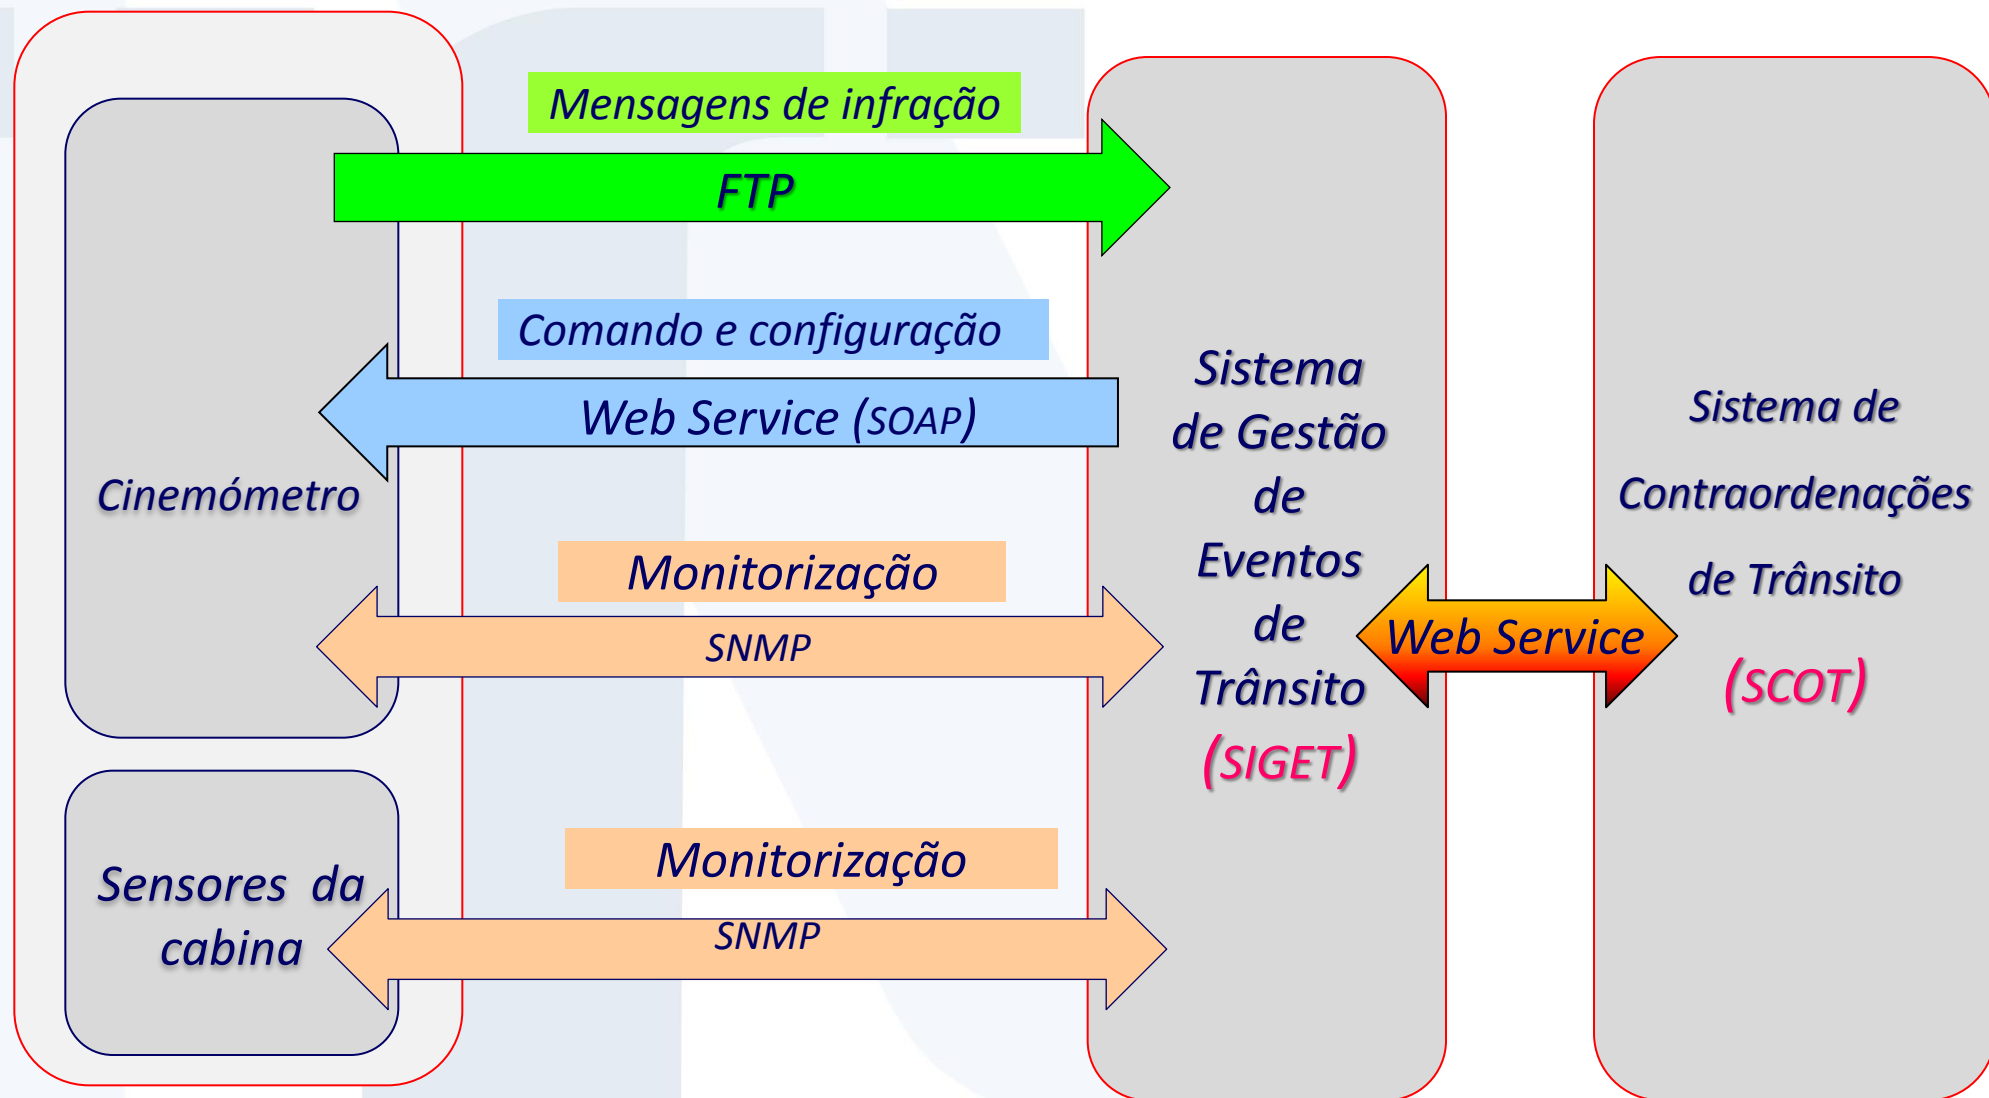 Mensagens de infração
FTP
Comando e configuração
Web Service (SOAP)
Cinemómetro
Monitorização
SNMP
Sensores da
cabina
Monitorização
SNMP
Sistema
de Gestão
de
Eventos
de
Trânsito
(SIGET)
Web Service
Sistema de
Contraordenações
de Trânsito
(SCOT)